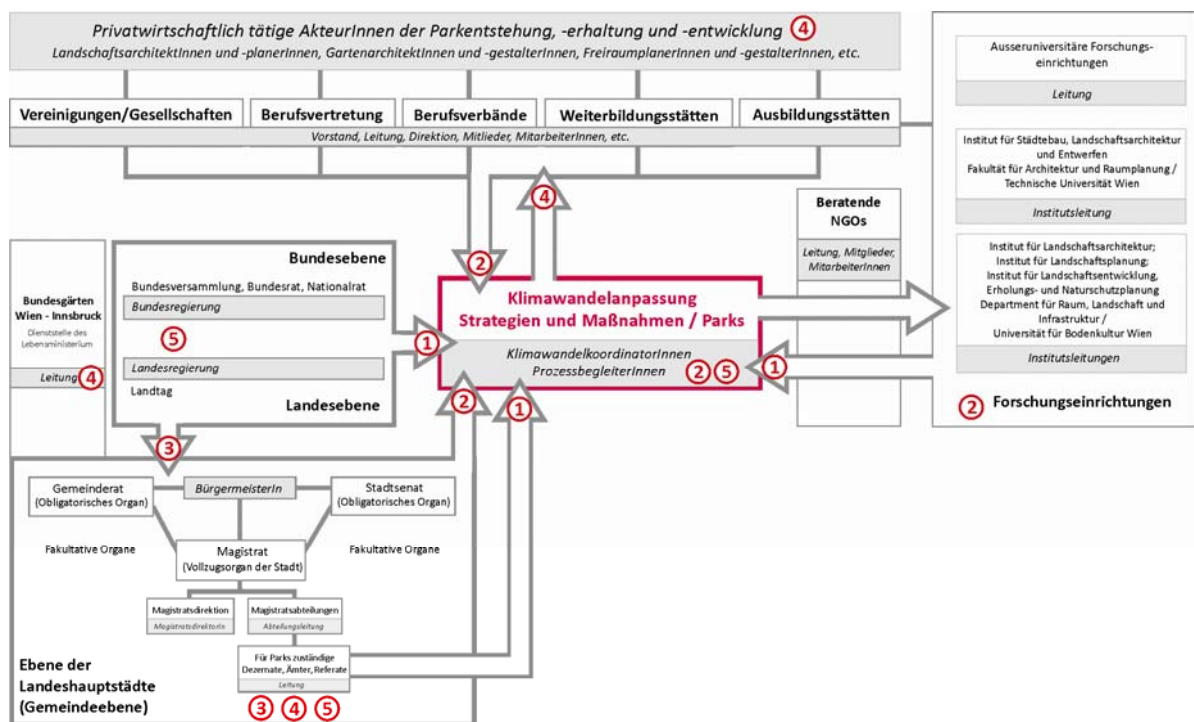 Privatwirtschaftlich tätige AkteurInnen der Parkentstehung, -erhaltung und -entwicklung 4
LandschaftsarchitektInnen und -planerInnen, GartenarchitektInnen und -gestalterInnen, FreiraumplanerInnen und -gestalterInnen, etc.
Vereinigungen/Gesellschaften
Berufsvertretung
Berufsverbände
Weiterbildungsstätten
Ausbildungsstätten
Vorstand, Leitung, Direktion, Mitlieder, MitarbeiterInnen, etc.
Ausseruniversitäre Forschungs-
einrichtungen
Leitung
Institut für Städtebau, Landschaftsarchitektur
und Entwerfen
Fakultät für Architektur und Raumplanung /
Technische Universität Wien
Institutsleitung
Institut für Landschaftsarchitektur;
Institut für Landschaftsplanung;
Institut für Landschaftsentwicklung,
Erholungs- und Naturschutzplanung
Department für Raum, Landschaft und
Infrastruktur /
Universität für Bodenkultur Wien
Institutsleitungen
2 Forschungseinrichtungen
Beratende
NGOs
Leitung, Mitglieder,
MitarbeiterInnen
4
2
Klimawandelanpassung
Strategien und Maßnahmen / Parks
KlimawandelkoordinatorInnen
ProzessbegleiterInnen
2 5
1
1
2
1
Bundesgärten
Wien - Innsbruck
Dienststelle des
Lebensministerium
Leitung 4
Bundesebene
Bundesversammlung, Bundesrat, Nationalrat
Bundesregierung
5
Landesregierung
Landtag
Landesebene
3
Gemeinderat
(Obligatorisches Organ)
BürgermeisterIn
Stadtsenat
(Obligatorisches Organ)
Fakultative Organe
Magistrat
(Vollzugsorgan der Stadt)
Fakultative Organe
Magistratsdirektion
MagistratsdirektorIn
Magistratsabteilungen
Abteilungsleitung
Für Parks zuständige
Dezernate, Ämter, Referate
Leitung
3 4 5
Ebene der
Landeshauptstädte
(Gemeindeebene)